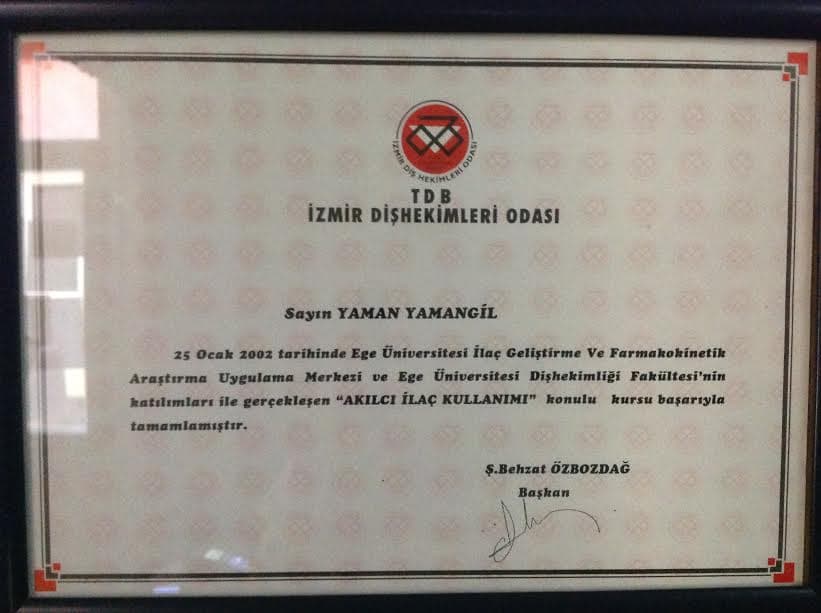 İZMİR DİŞ HEKİMLERİ ODASI
TDB
İZMİR DİŞHEKİMLERİ ODASI
Sayın YAMAN YAMANGİL
25 Ocak 2002 tarihinde Ege Üniversitesi İlaç Geliştirme Ve Farmakokinetik
Araştırma Uygulama Merkezi ve Ege Üniversitesi Dişhekimliği Fakültesi'nin
katılımları ile gerçekleşen "AKILCI İLAÇ KULLANIMI" konulu kursu başarıyla
tamamlamıştır.
Ş.Behzat ÖZBOZDAĞ
Başkan